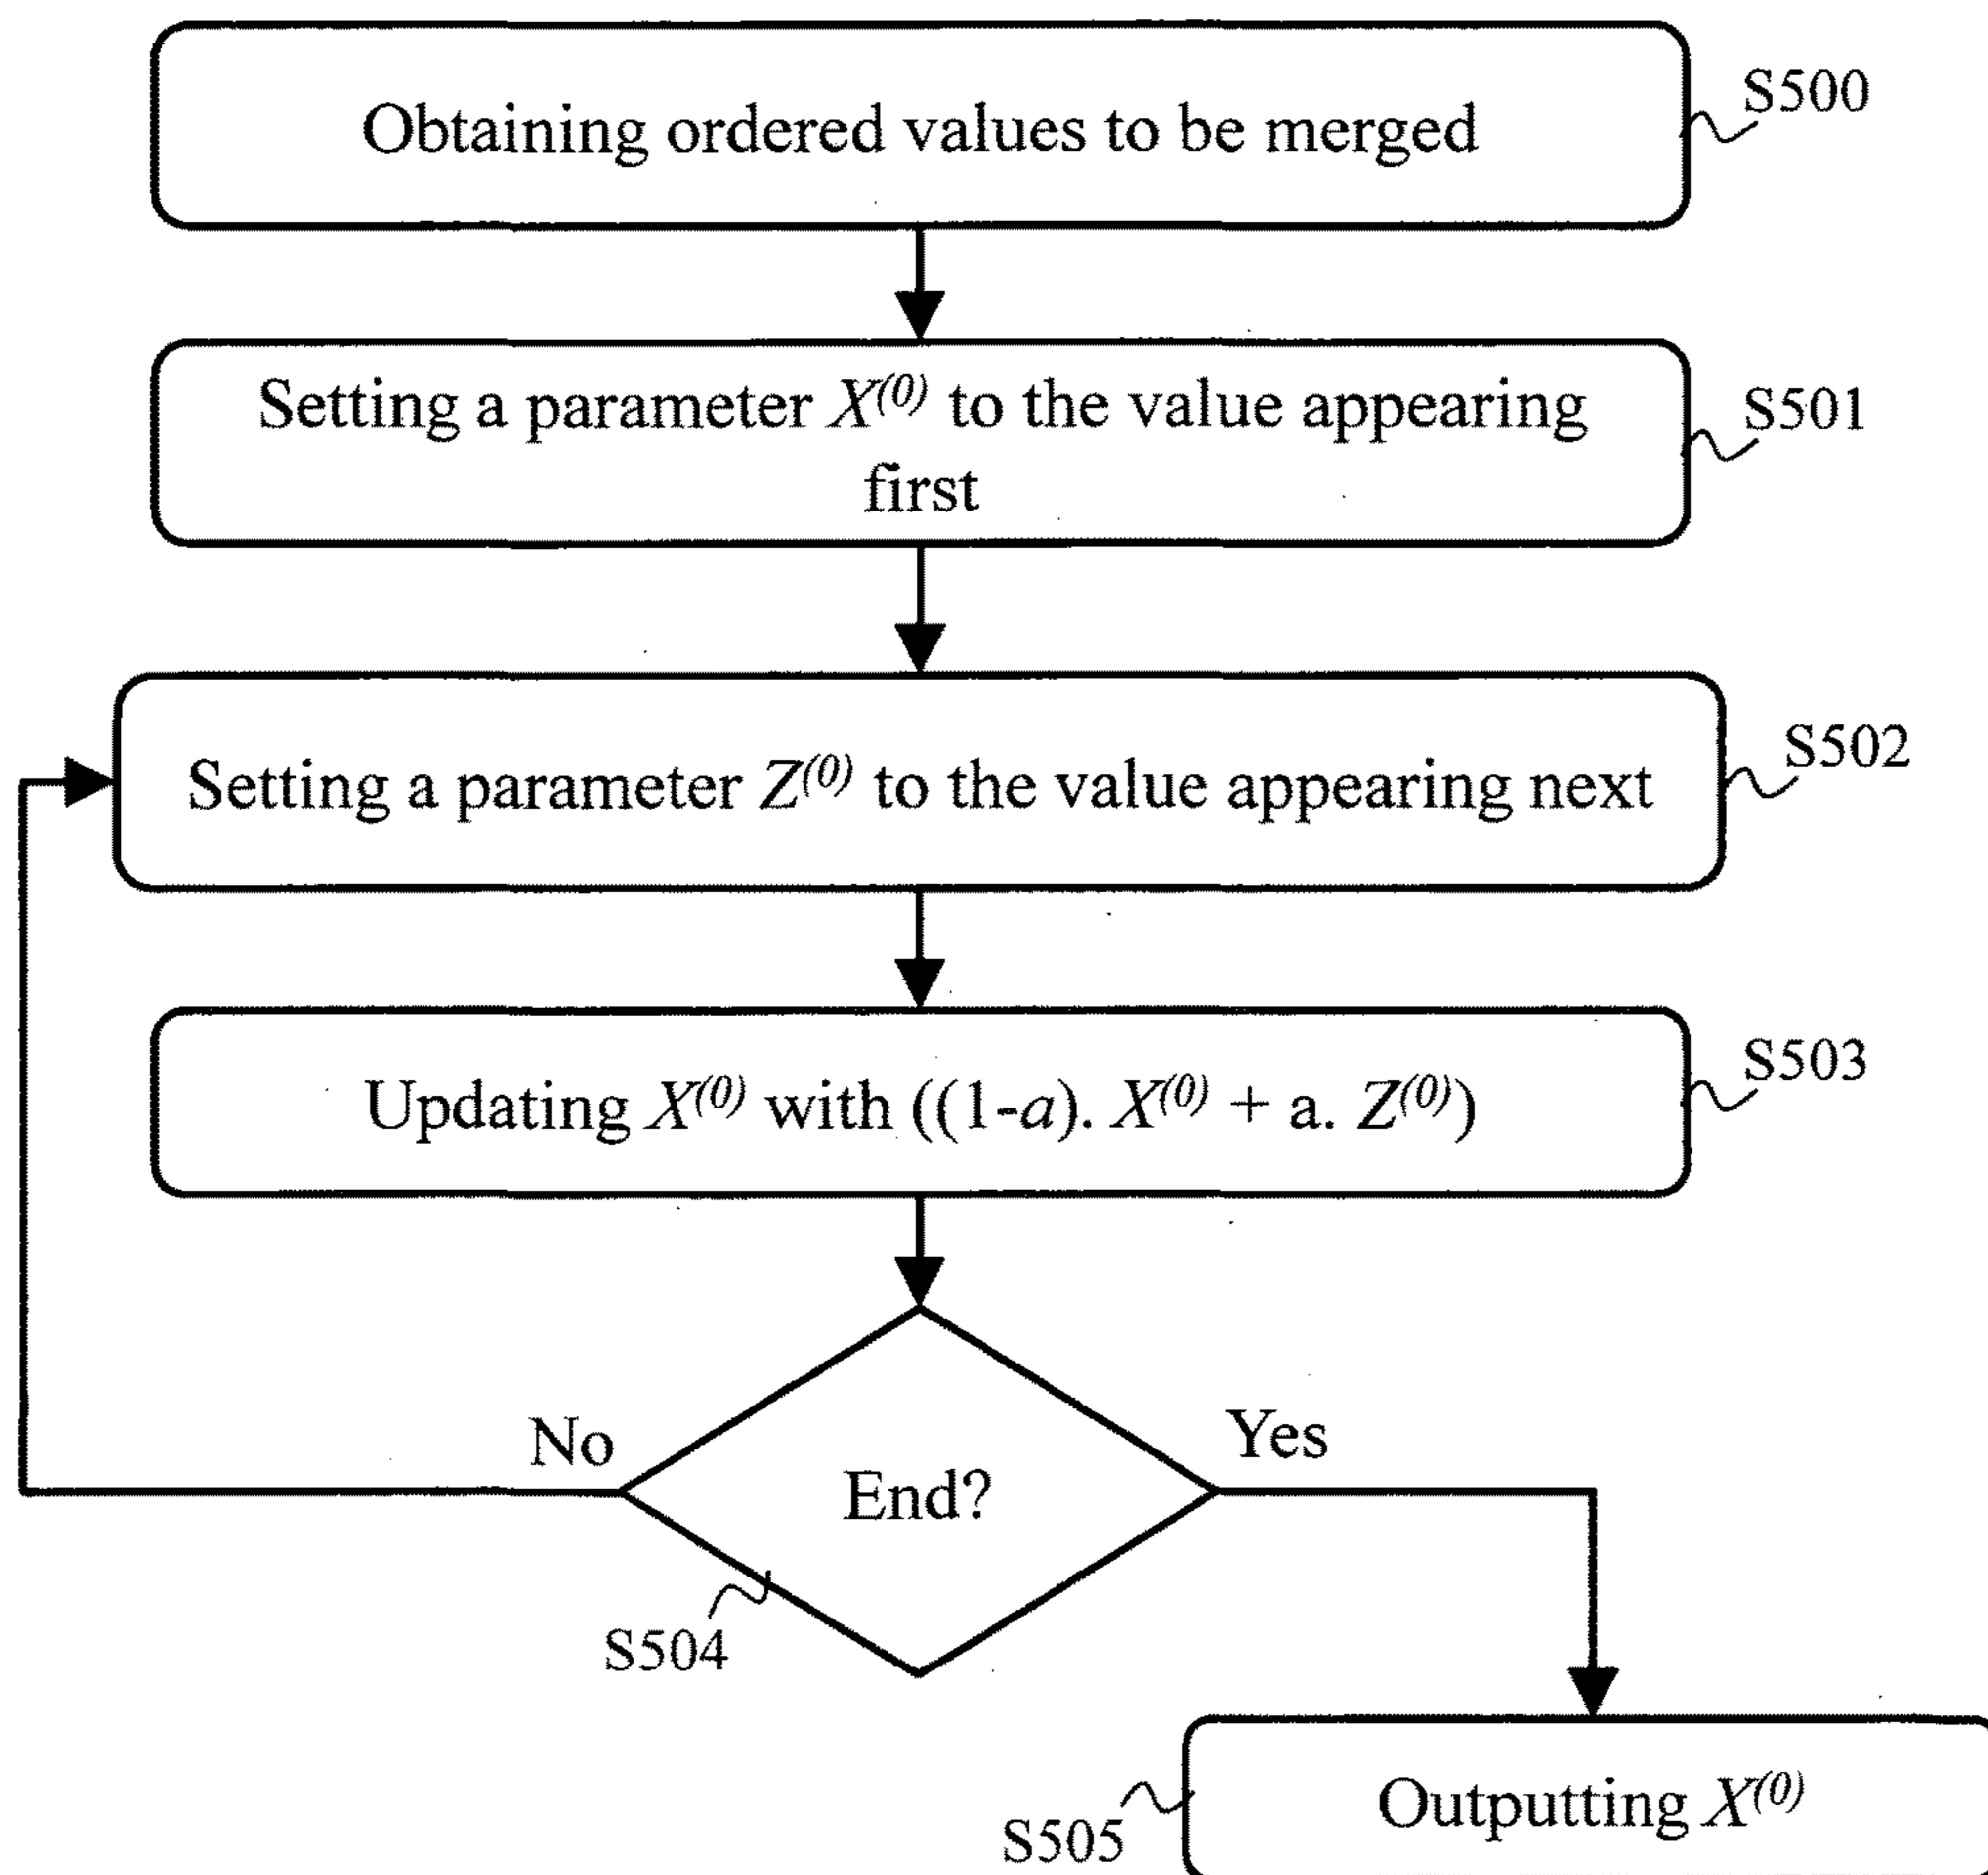 Obtaining ordered values to be merged
S500
Setting a parameter X^(0) to the value appearing
first
S501
Setting a parameter Z^(0) to the value appearing next
S502
Updating X^(0) with ((1-a). X^(0) + a. Z^(0))
S503
No
End?
Yes
S504
Outputting X^(0)
S505